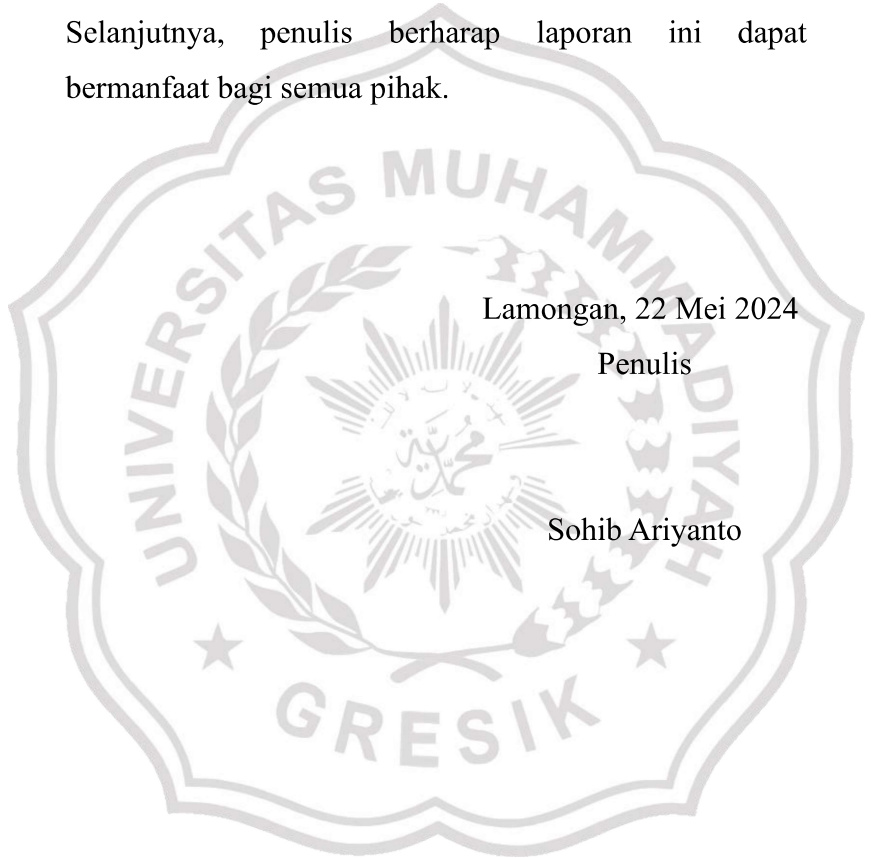 Selanjutnya, penulis berharap laporan ini dapat
bermanfaat bagi semua pihak.
UNIVERSITAS MUHAMMADIYAH
Lamongan, 22 Mei 2024
Penulis
محمدية
Sohib Ariyanto
GRESIK